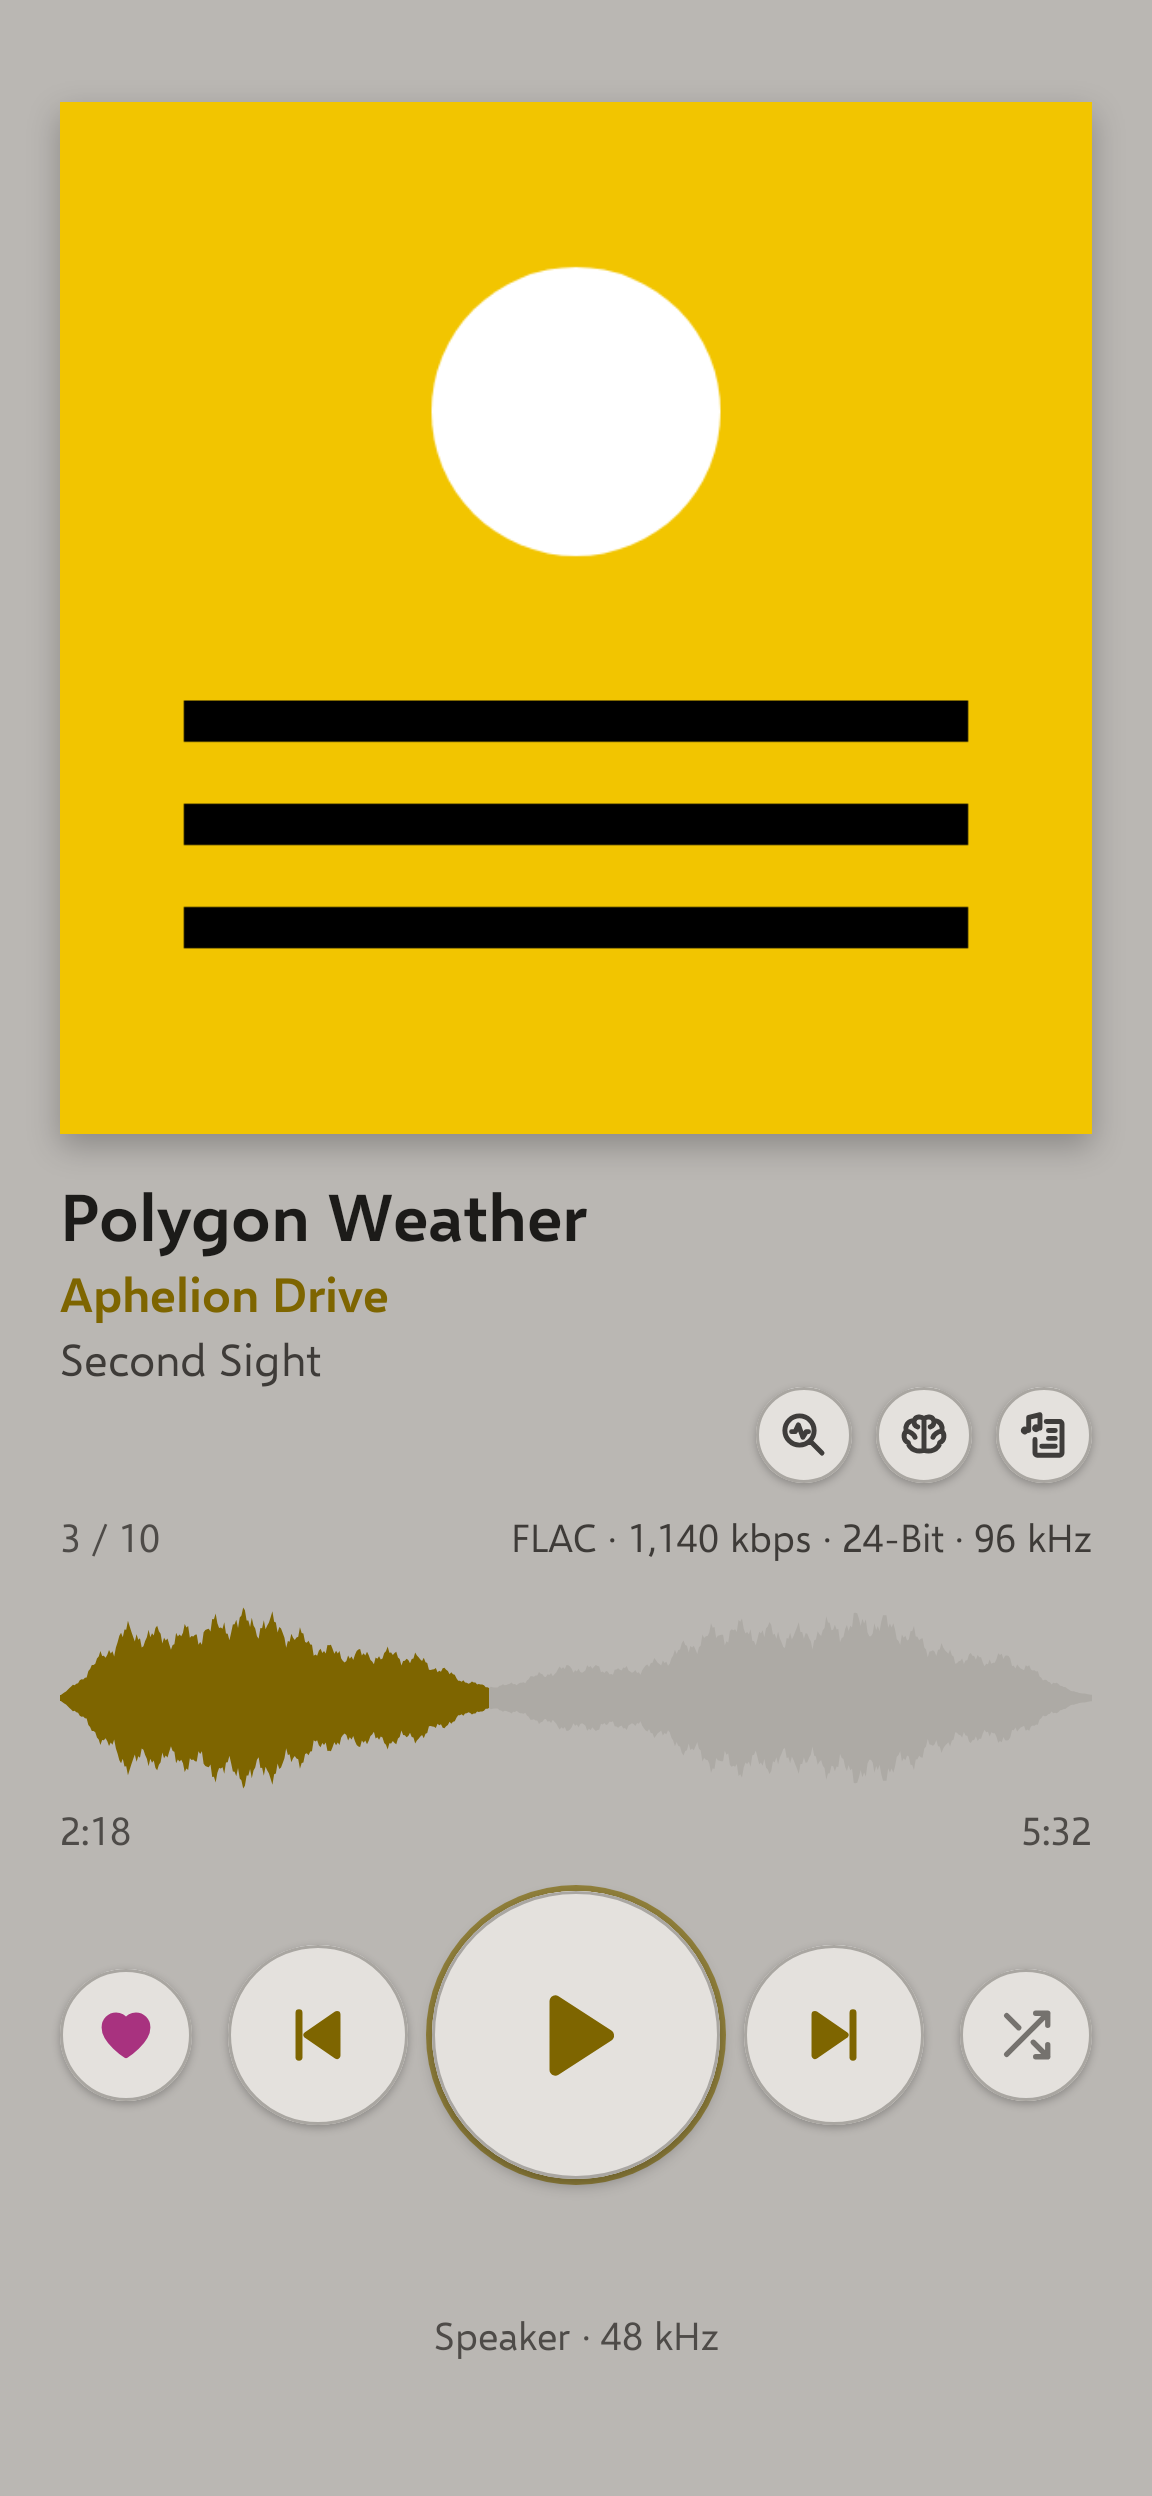 Polygon Weather
Aphelion Drive
Second Sight
3 / 10
FLAC · 1,140 kbps · 24-Bit · 96 kHz
2:18
5:32
Speaker · 48 kHz